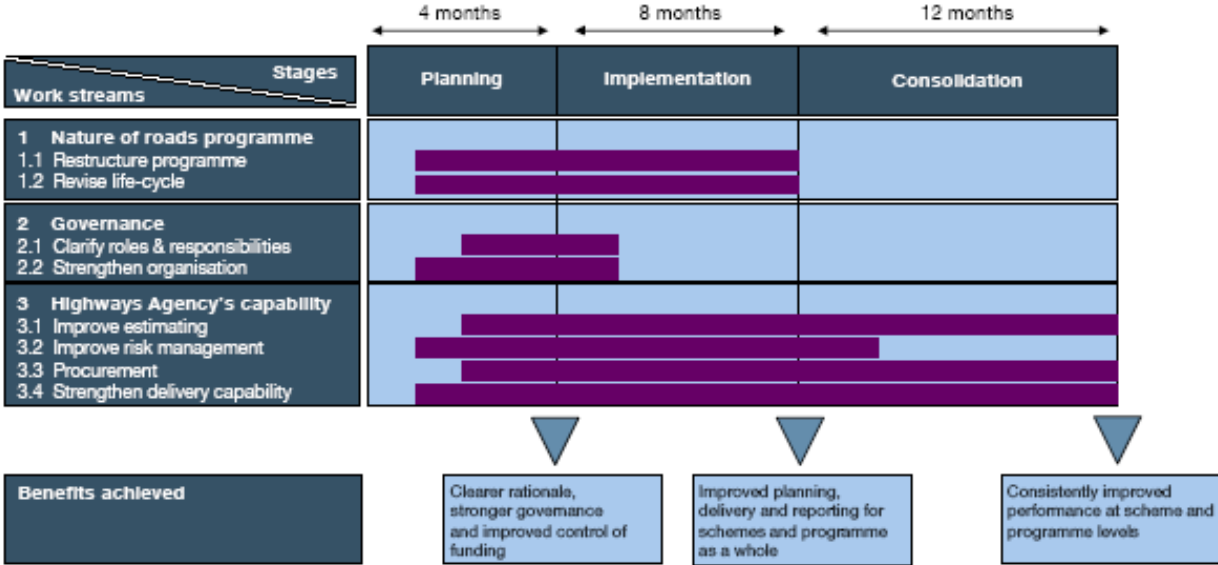 4 months
8 months
12 months
Stages
Work streams
Planning
Implementation
Consolidation
1 Nature of roads programme
1.1 Restructure programme
1.2 Revise life-cycle
2 Governance
2.1 Clarify roles & responsibilities
2.2 Strengthen organisation
3 Highways Agency's capability
3.1 Improve estimating
3.2 Improve risk management
3.3 Procurement
3.4 Strengthen delivery capability
Benefits achieved
Clearer rationale,
stronger governance
and improved control of
funding
Improved planning,
delivery and reporting for
schemes and programme
as a whole
Consistently improved
performance at scheme and
programme levels